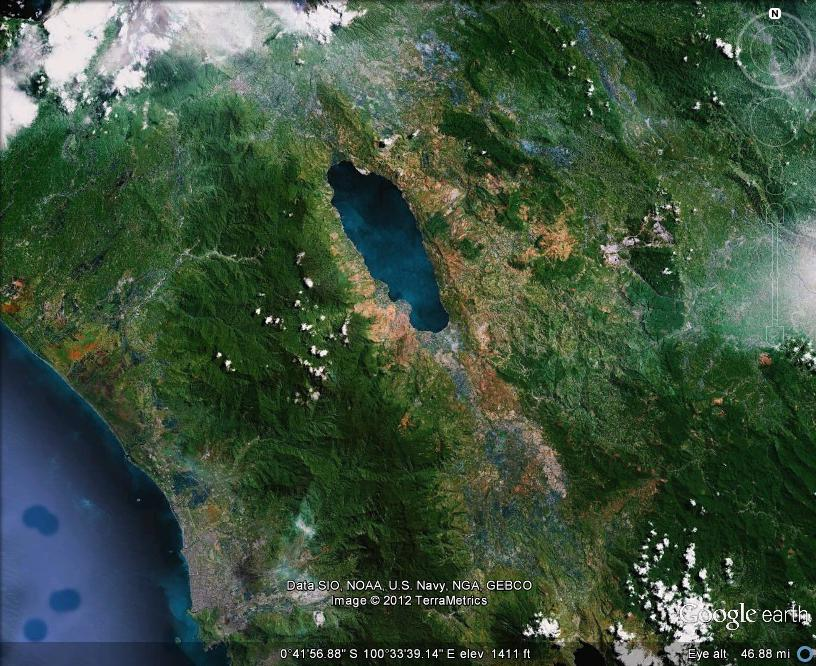 N
Data SIO, NOAA, U.S. Navy, NGA, GEBCO
Image © 2012 TerraMetrics
Google earth
0°41'56.88" S 100°33'39.14" E elev 1411 ft
Eye alt 46.88 mi